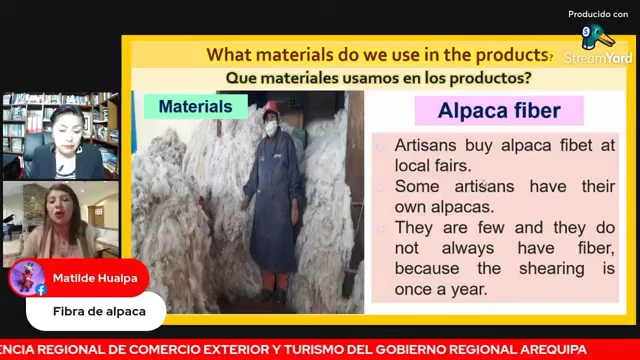 Producido con
StreamYard
What materials do we use in the products?
Que materiales usamos en los productos?
Materials
Alpaca fiber
Artisans buy alpaca fibet at
local fairs.
Some artisans have their
own alpacas.
They are few and they do
not always have fiber,
because the shearing is
once a year.
Matilde Hualpa
Fibra de alpaca
ENCIA REGIONAL DE COMERCIO EXTERIOR Y TURISMO DEL GOBIERNO REGIONAL AREQUIPA